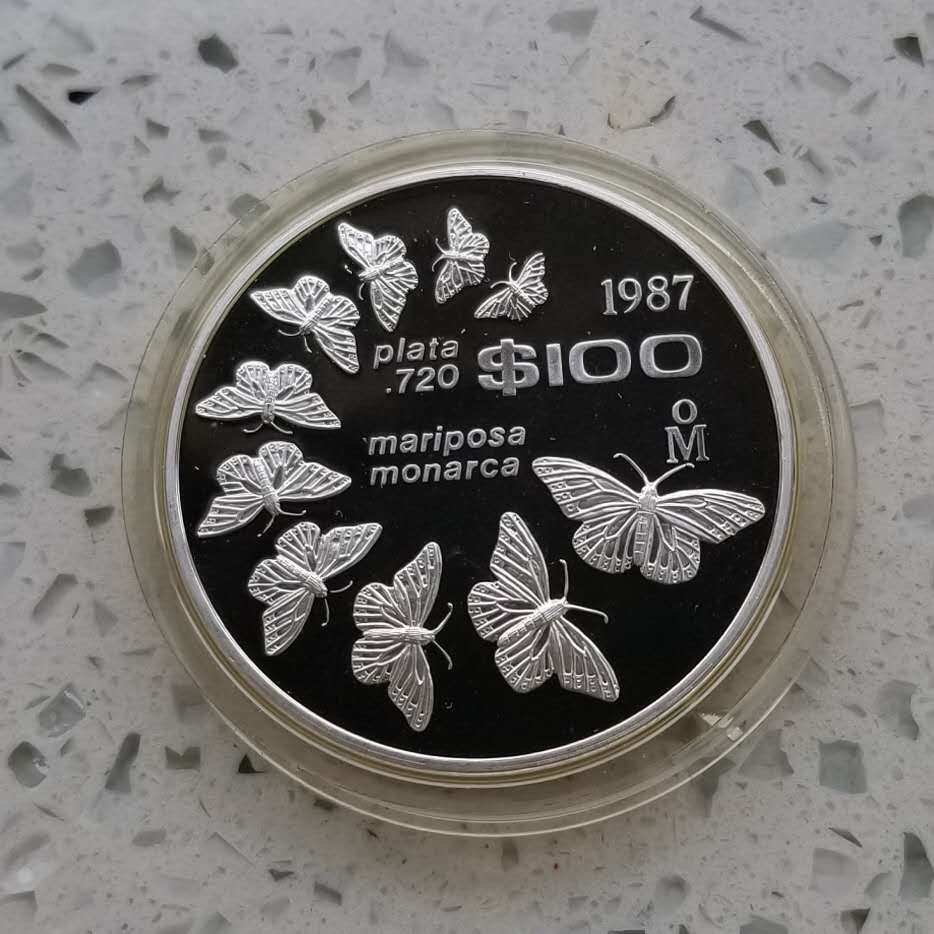 1987
plata $100
.720
o
M
mariposa
monarca